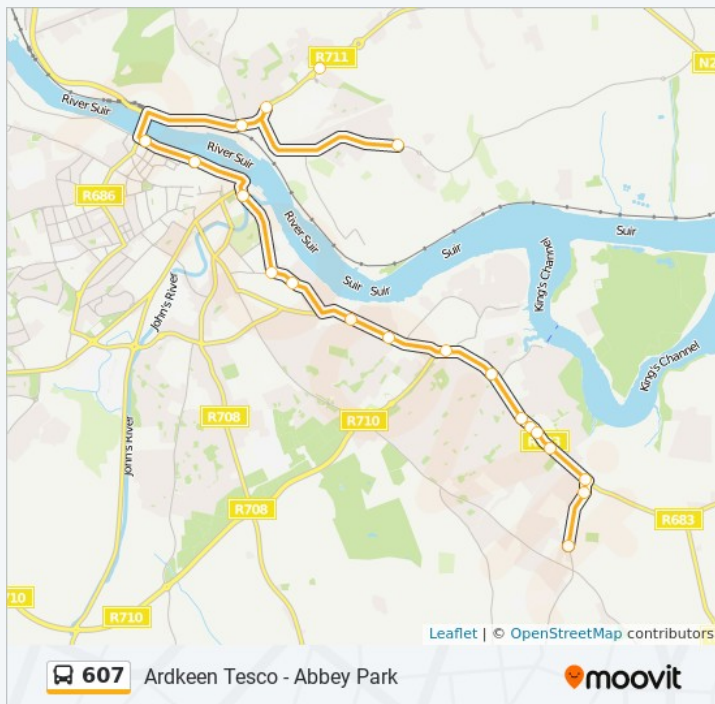 R711
N2
River Suir
River Suir
R686
River Suir
Suir
Suir
King's Channel
Suir
Suir
John's River
King's Channel
R708
R710
John's River
R708
R683
710
R710
Leaflet | © OpenStreetMap contributors
607 Ardkeen Tesco - Abbey Park
moovit